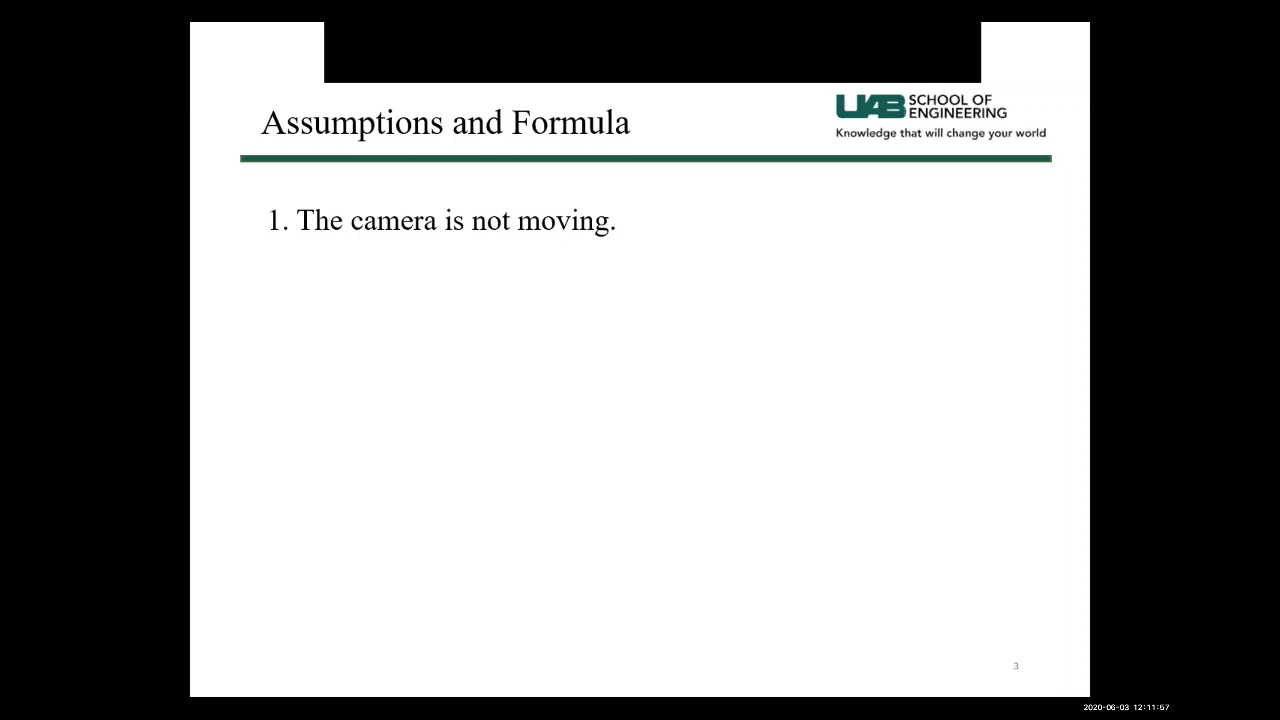 Assumptions and Formula
UAB SCHOOL OF
ENGINEERING
Knowledge that will change your world
1. The camera is not moving.
3
2020-06-03 12:11:57